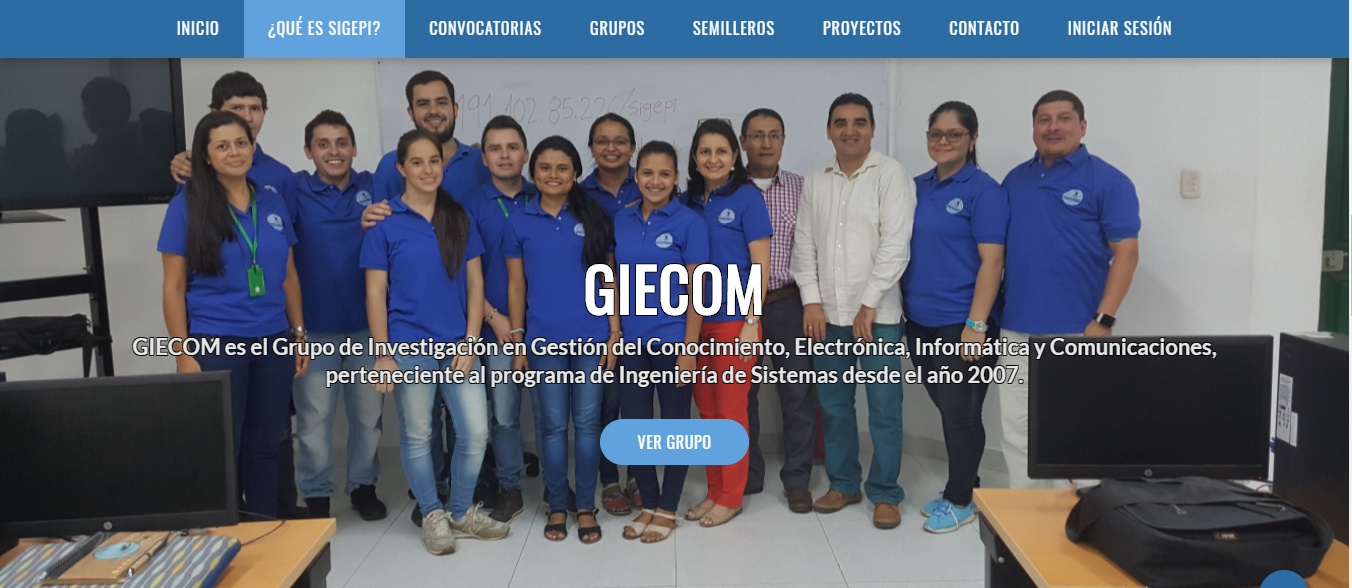 INICIO
¿QUÉ ES SIGEPI?
CONVOCATORIAS
GRUPOS
SEMILLEROS
PROYECTOS
CONTACTO
INICIAR SESIÓN
191.102.85.22 /sigepi
GIECOM
GIECOM es el Grupo de Investigación en Gestión del Conocimiento, Electrónica, Informática y Comunicaciones,
perteneciente al programa de Ingeniería de Sistemas desde el año 2007.
VER GRUPO
hp
hp